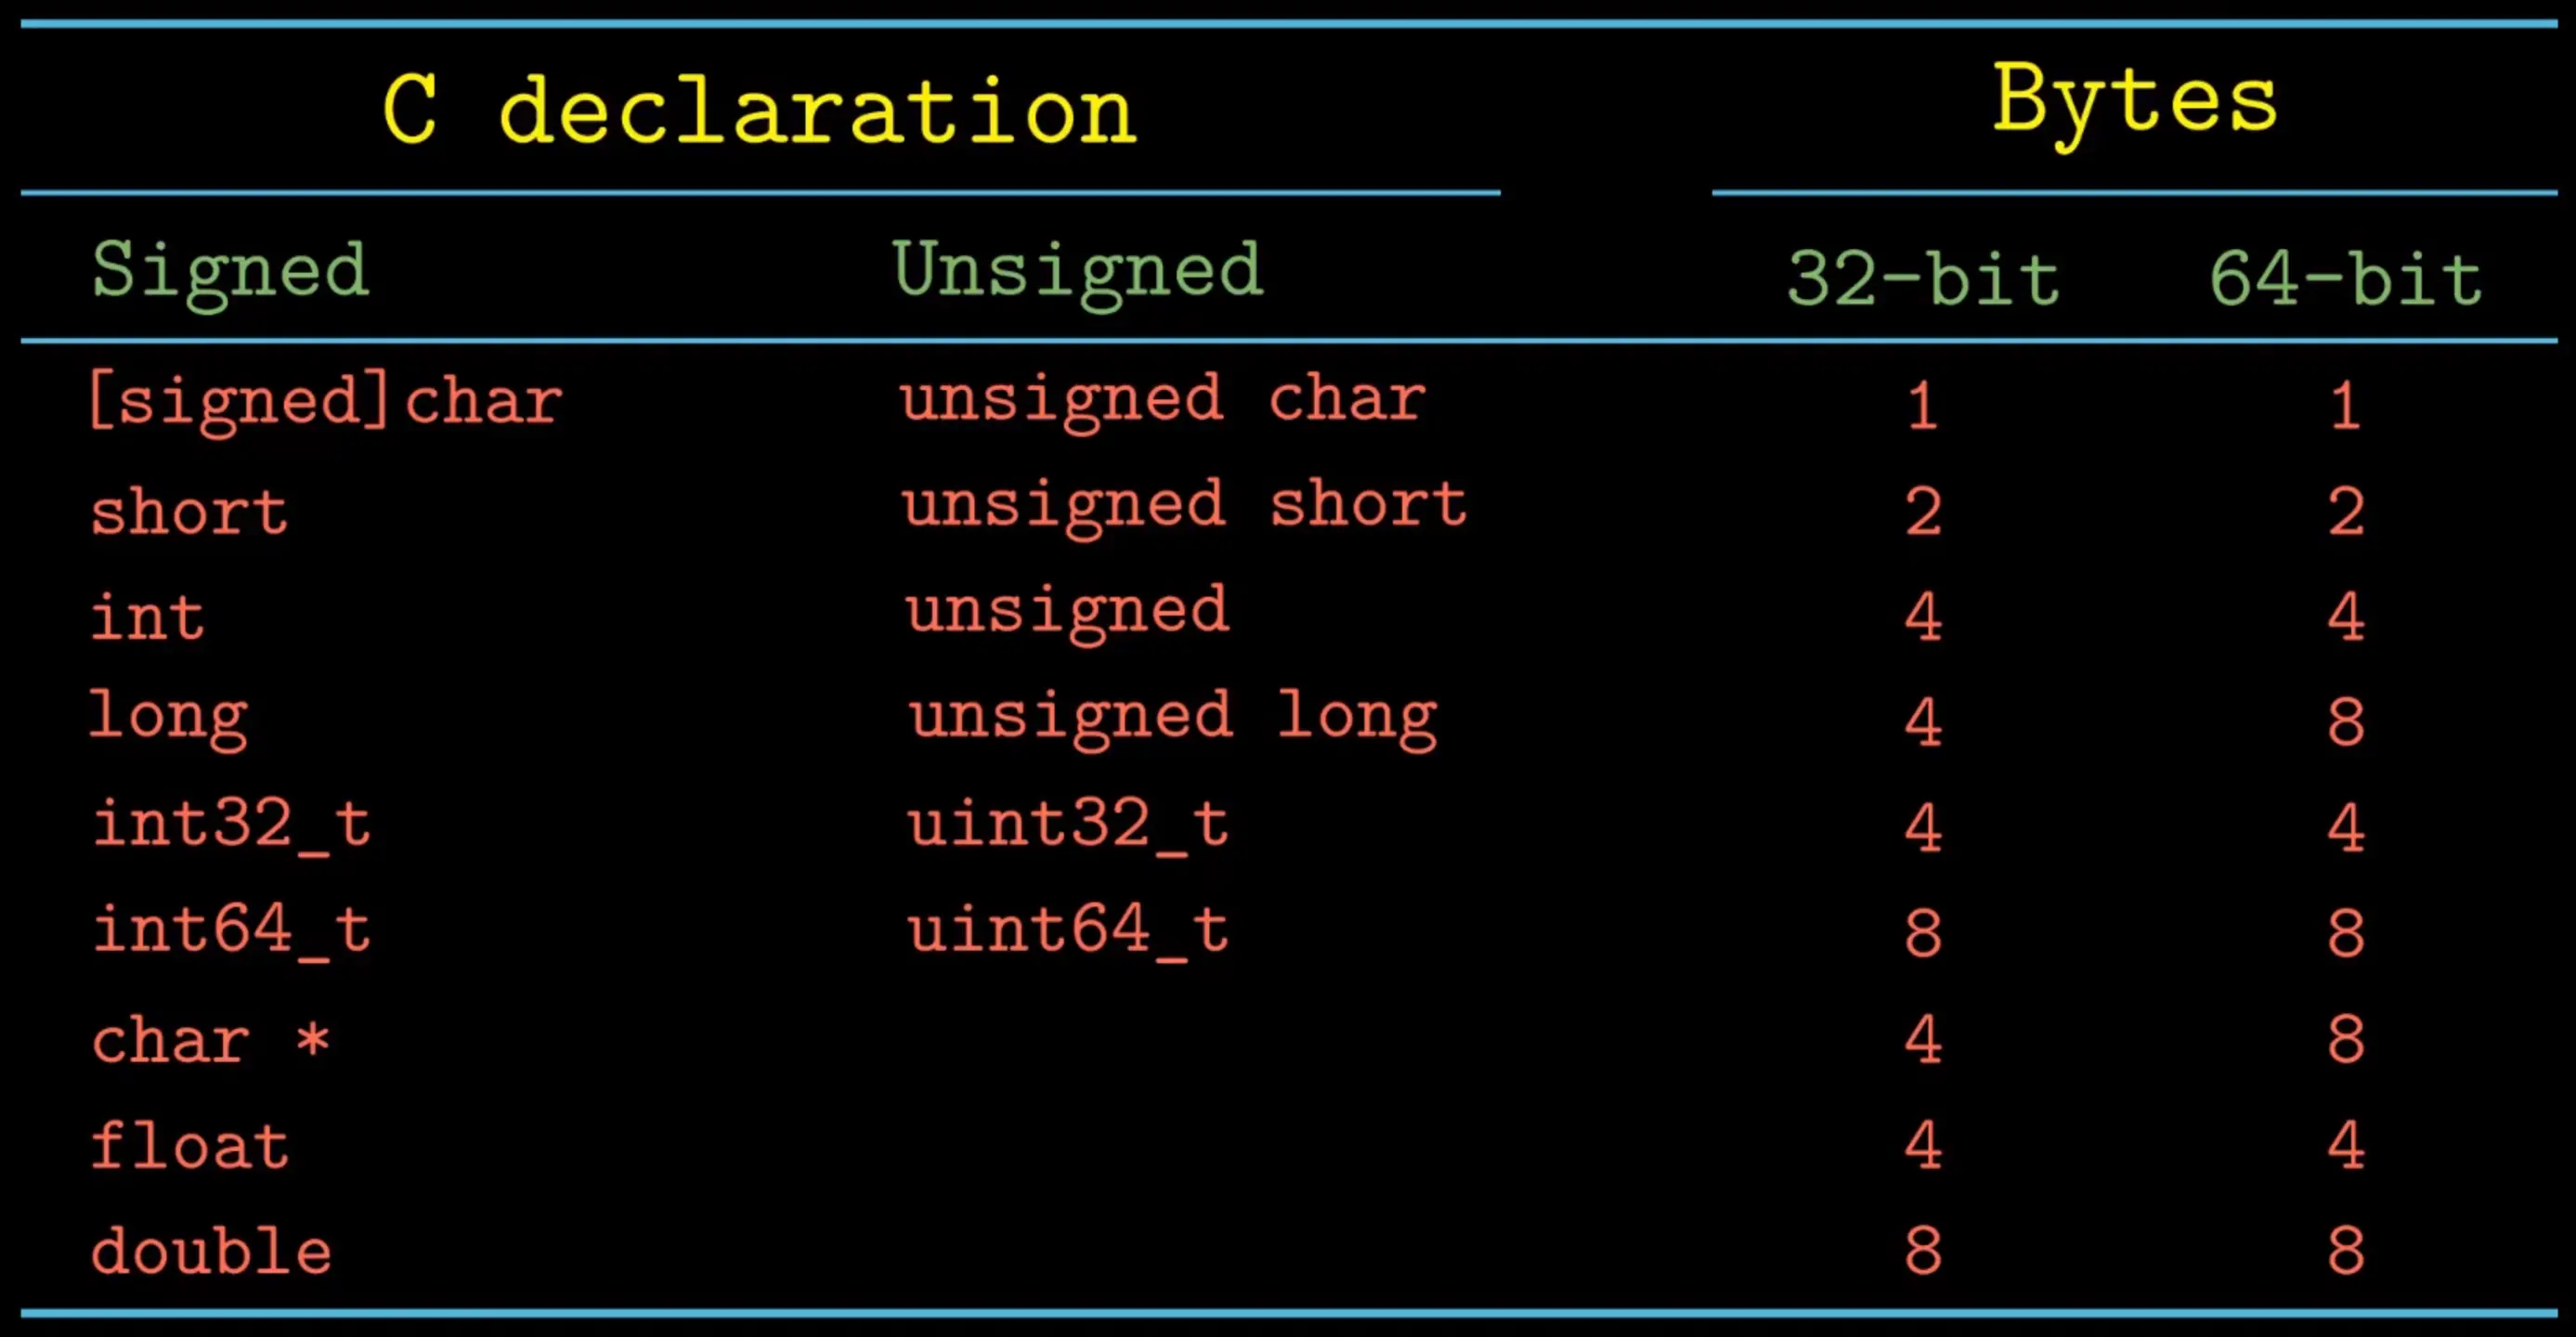 C declaration Bytes
Signed Unsigned 32-bit 64-bit
[signed]char unsigned char 1 1
short unsigned short 2 2
int unsigned 4 4
long unsigned long 4 8
int32_t uint32_t 4 4
int64_t uint64_t 8 8
char * 4 8
float 4 4
double 8 8